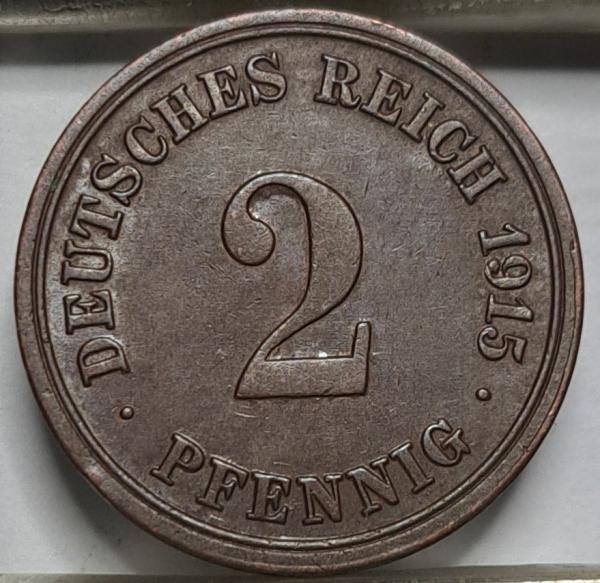 DEUTSCHES REICH 1915
2
PFENNIG